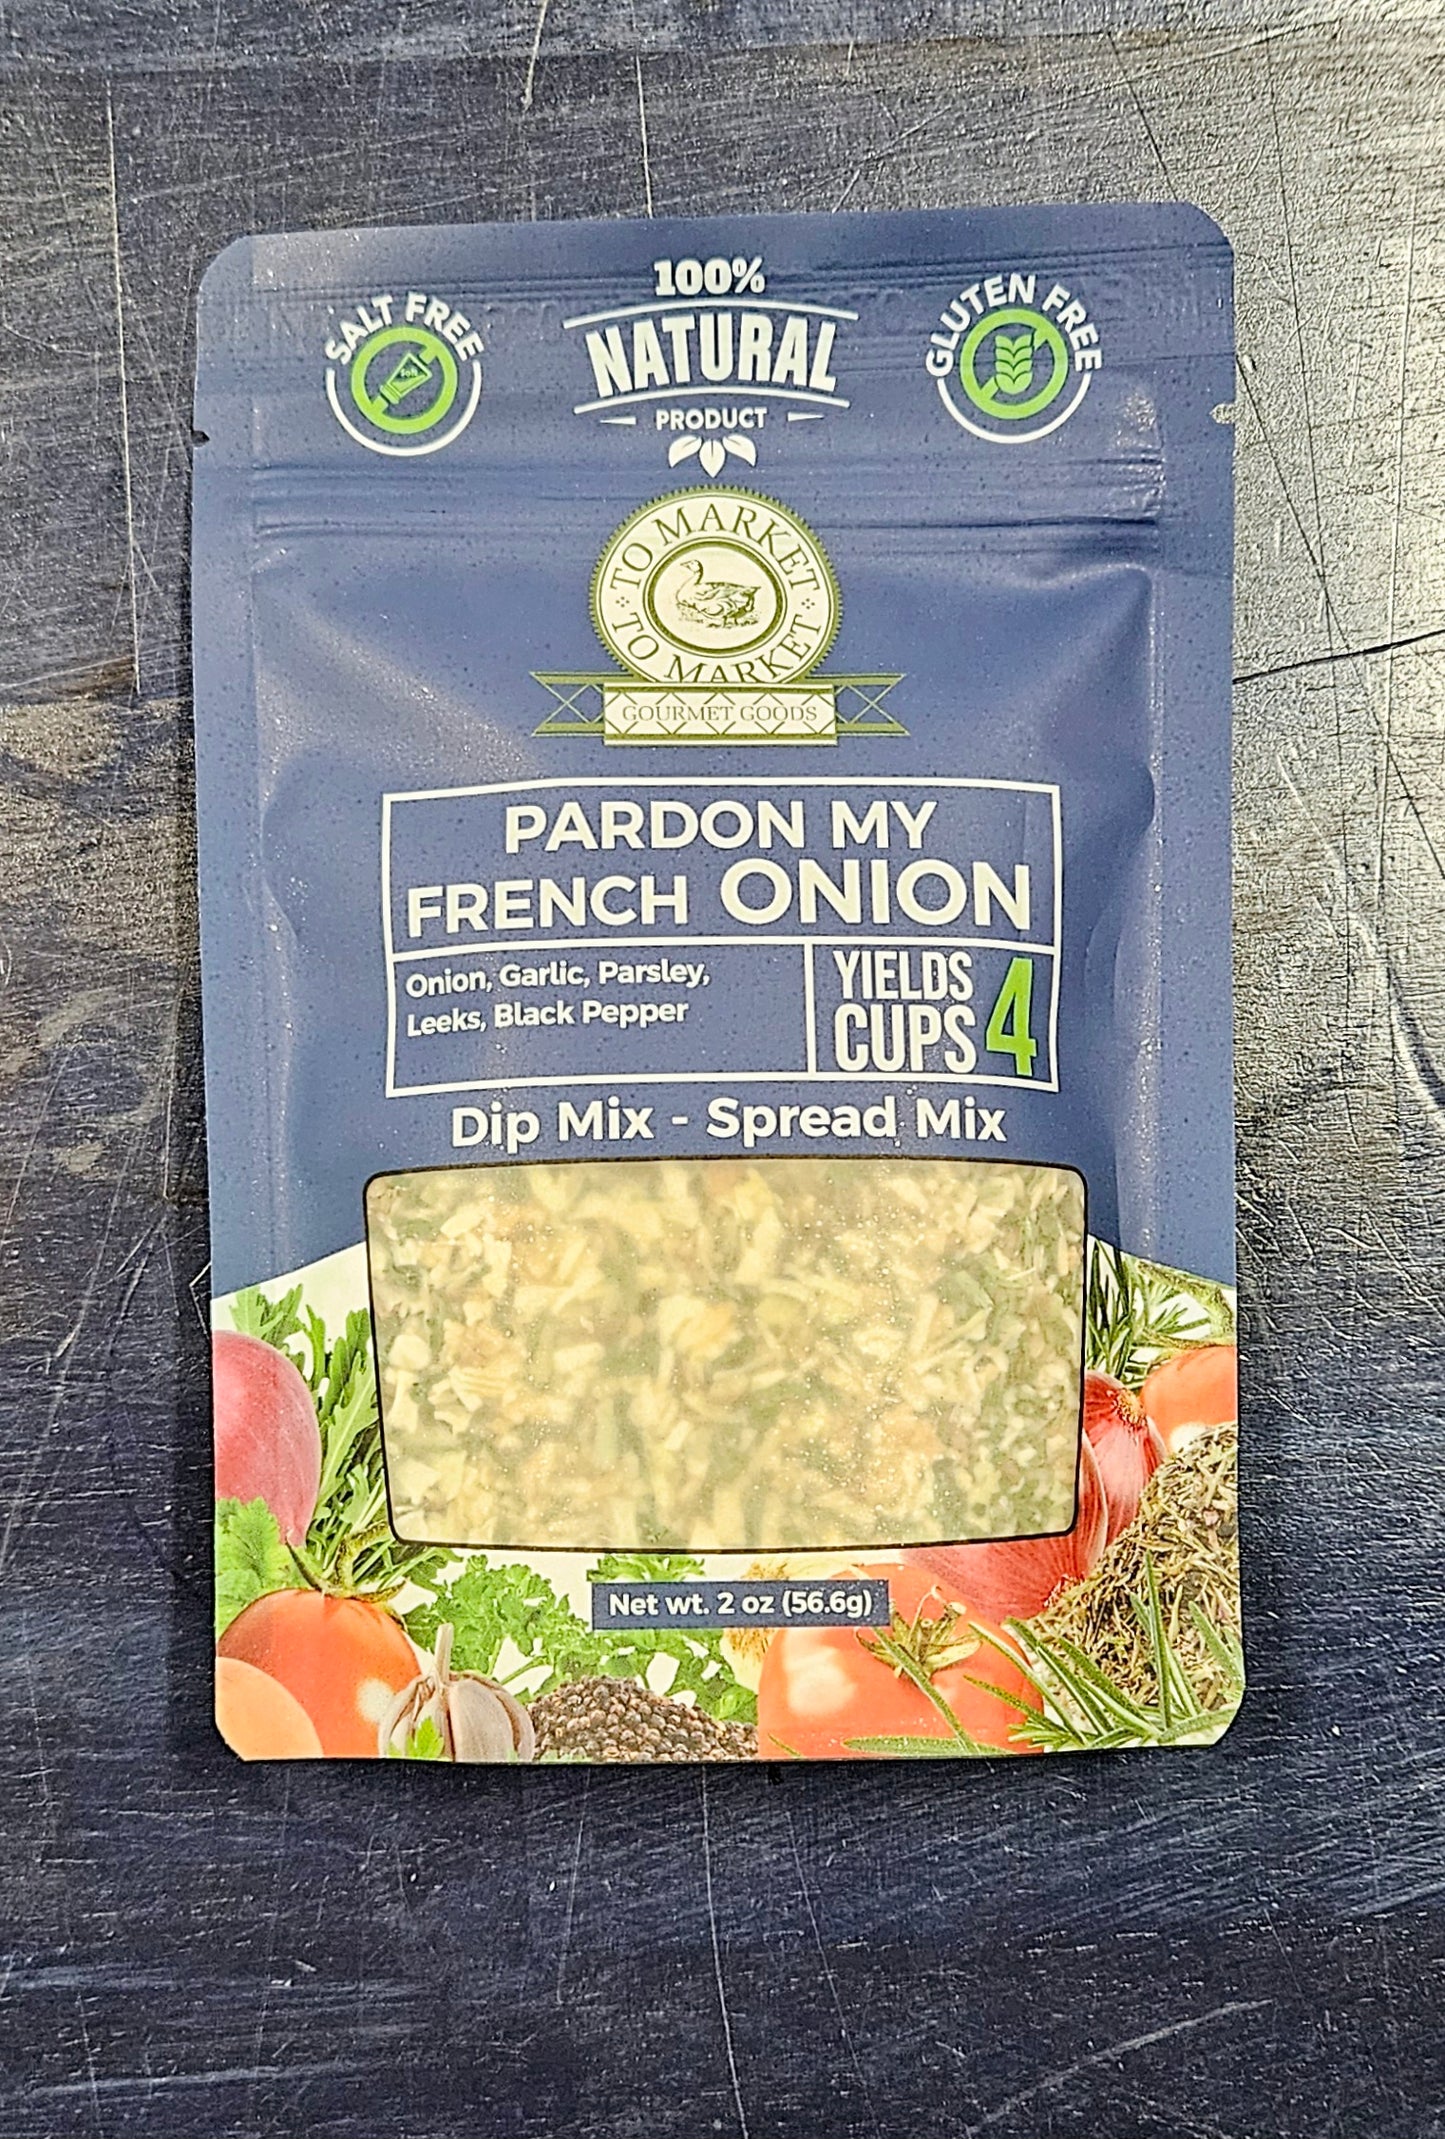 100%
SALT FREE
NATURAL
GLUTEN FREE
PRODUCT
TO MARKET
TO MARKET
GOURMET GOODS
PARDON MY
FRENCH ONION
Onion, Garlic, Parsley,
Leeks, Black Pepper
YIELDS
CUPS 4
Dip Mix - Spread Mix
Net wt. 2 oz (56.6g)